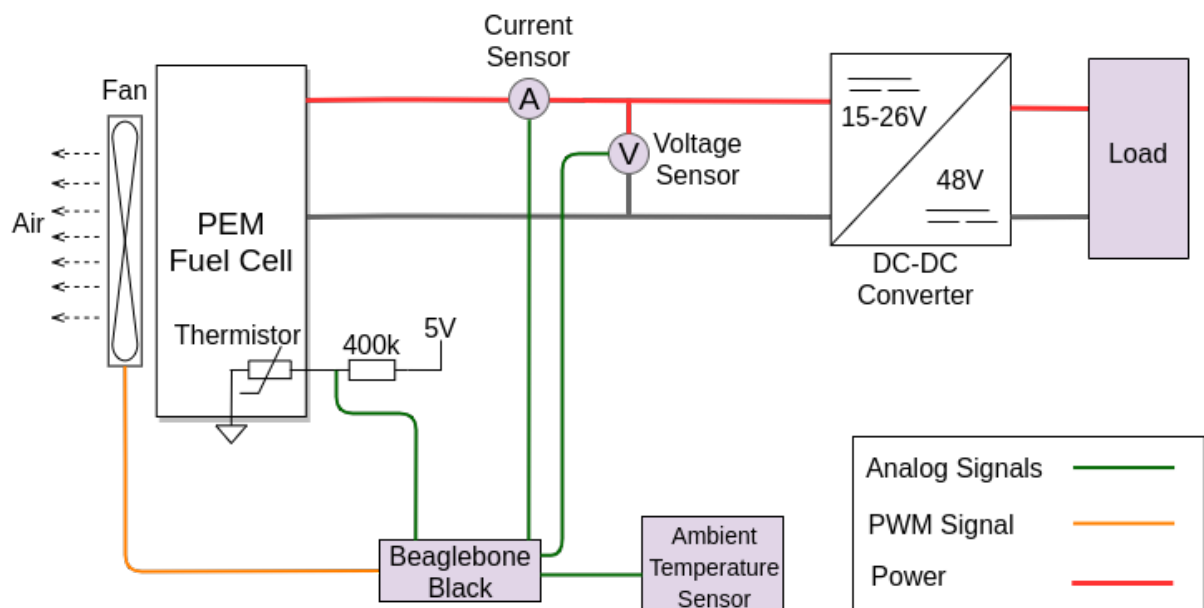 Current
Sensor
A
Fan
Air
PEM
Fuel Cell
Thermistor
400k
5V
V
Voltage
Sensor
15-26V
48V
DC-DC
Converter
Load
Beaglebone
Black
Ambient
Temperature
Sensor
Analog Signals
PWM Signal
Power